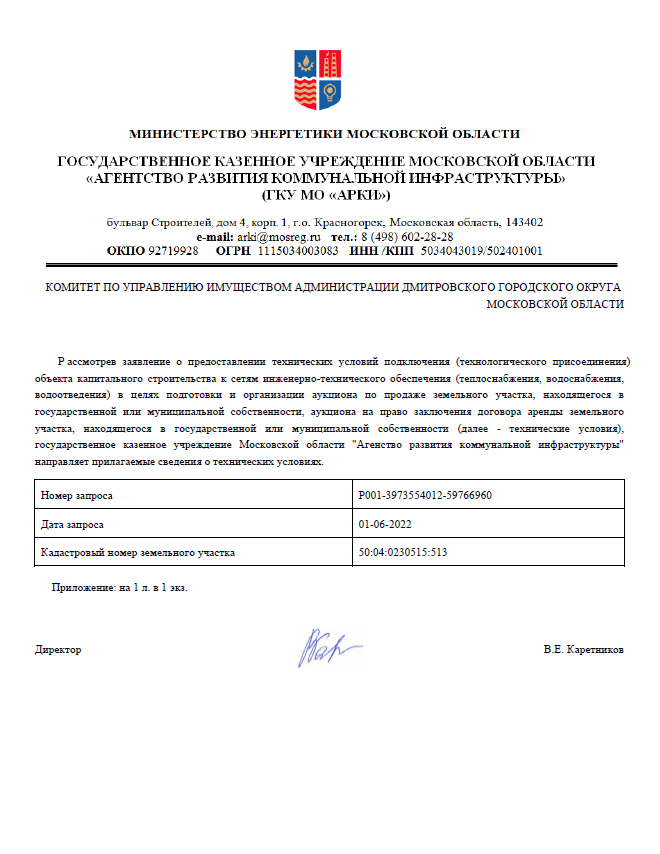 МИНИСТЕРСТВО ЭНЕРГЕТИКИ МОСКОВСКОЙ ОБЛАСТИ
ГОСУДАРСТВЕННОЕ КАЗЕННОЕ УЧРЕЖДЕНИЕ МОСКОВСКОЙ ОБЛАСТИ
«АГЕНТСТВО РАЗВИТИЯ КОММУНАЛЬНОЙ ИНФРАСТРУКТУРЫ»
(ГКУ МО «АРКИ»)
бульвар Строителей, дом 4, корп. 1, г.о. Красногорск, Московская область, 143402
e-mail: arki@mosreg.ru тел.: 8 (498) 602-28-28
ОКПО 92719928 ОГРН 1115034003083 ИНН /КПП 5034043019/502401001
КОМИТЕТ ПО УПРАВЛЕНИЮ ИМУЩЕСТВОМ АДМИНИСТРАЦИИ ДМИТРОВСКОГО ГОРОДСКОГО ОКРУГА
МОСКОВСКОЙ ОБЛАСТИ
Рассмотрев заявление о предоставлении технических условий подключения (технологического присоединения)
объекта капитального строительства к сетям инженерно-технического обеспечения (теплоснабжения, водоснабжения,
водоотведения) в целях подготовки и организации аукциона по продаже земельного участка, находящегося в
государственной или муниципальной собственности, аукциона на право заключения договора аренды земельного
участка, находящегося в государственной или муниципальной собственности (далее - технические условия),
государственное казенное учреждение Московской области "Агенство развития коммунальной инфраструктуры"
направляет прилагаемые сведения о технических условиях.
Номер запроса P001-3973554012-59766960
Дата запроса 01-06-2022
Кадастровый номер земельного участка 50:04:0230515:513
Приложение: на 1 л. в 1 экз.
Директор В.Е. Каретников